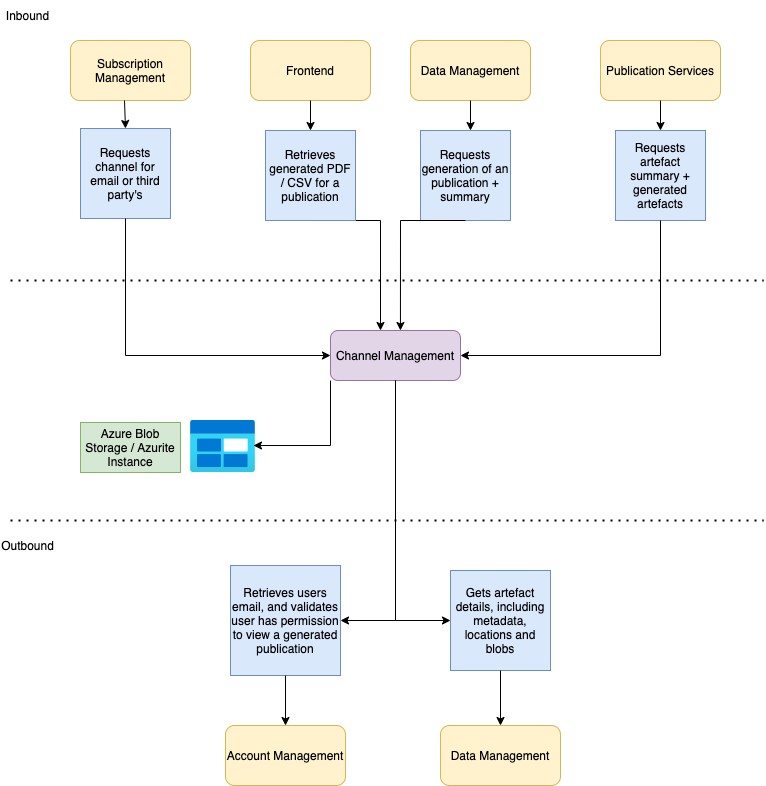 Inbound
Subscription
Management
Frontend
Data Management
Publication Services
Requests
channel for
email or third
party's
Retrieves
generated PDF
/ CSV for a
publication
Requests
generation of an
publication +
summary
Requests
artefact
summary +
generated
artefacts
Channel Management
Azure Blob
Storage / Azurite
Instance
Outbound
Retrieves users
email, and validates
user has permission
to view a generated
publication
Gets artefact
details, including
metadata,
locations and
blobs
Account Management
Data Management